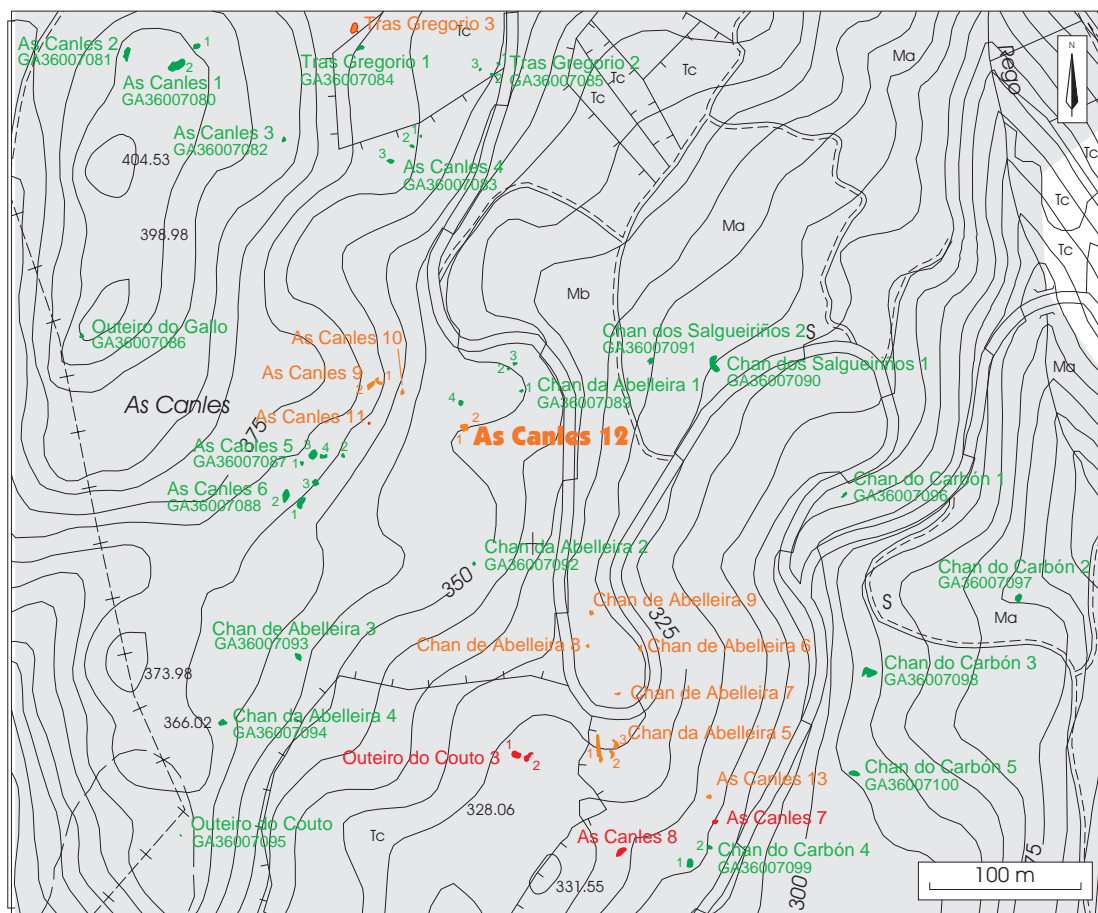 Tras Gregorio 3
Tc
As Canles 2
GA36007081
1
2
As Canles 1
GA36007080
Tras Gregorio 1
GA36007084
3
1
2
Tras Gregorio 2
GA36007085
Tc
Tc
Tc
Ma
Rego
N
As Canles 3
GA36007082
404.53
2
1
3
As Canles 4
GA36007083
Tc
Tc
Tc
398.98
Ma
Mb
Outeiro do Gallo
GA36007086
As Canles 10
As Canles 9
1
2
As Canles
375
As Canles 11
3
2
1
4
Chan da Abelleira 1
GA36007089
Chan dos Salgueiriños 2
GA36007091
S
Chan dos Salgueiriños 1
GA36007090
Ma
2
1
As Canles 12
As Canles 5
GA36007087
3
4
2
1
As Canles 6
GA36007088
3
2
1
Chan do Carbón 1
GA36007096
Chan da Abelleira 2
GA36007092
350
Chan do Carbón 2
GA36007097
S
Ma
Chan de Abelleira 9
325
Chan de Abelleira 3
GA36007093
Chan de Abelleira 8
Chan de Abelleira 6
373.98
Chan do Carbón 3
GA36007098
Chan de Abelleira 7
366.02
Chan da Abelleira 4
GA36007094
Chan da Abelleira 5
1
3
2
Outeiro do Couto 3
1
2
Chan do Carbón 5
GA36007100
As Canles 13
328.06
As Canles 7
Outeiro do Couto
GA36007095
Tc
As Canles 8
2
1
Chan do Carbón 4
GA36007099
331.55
300
75
100 m